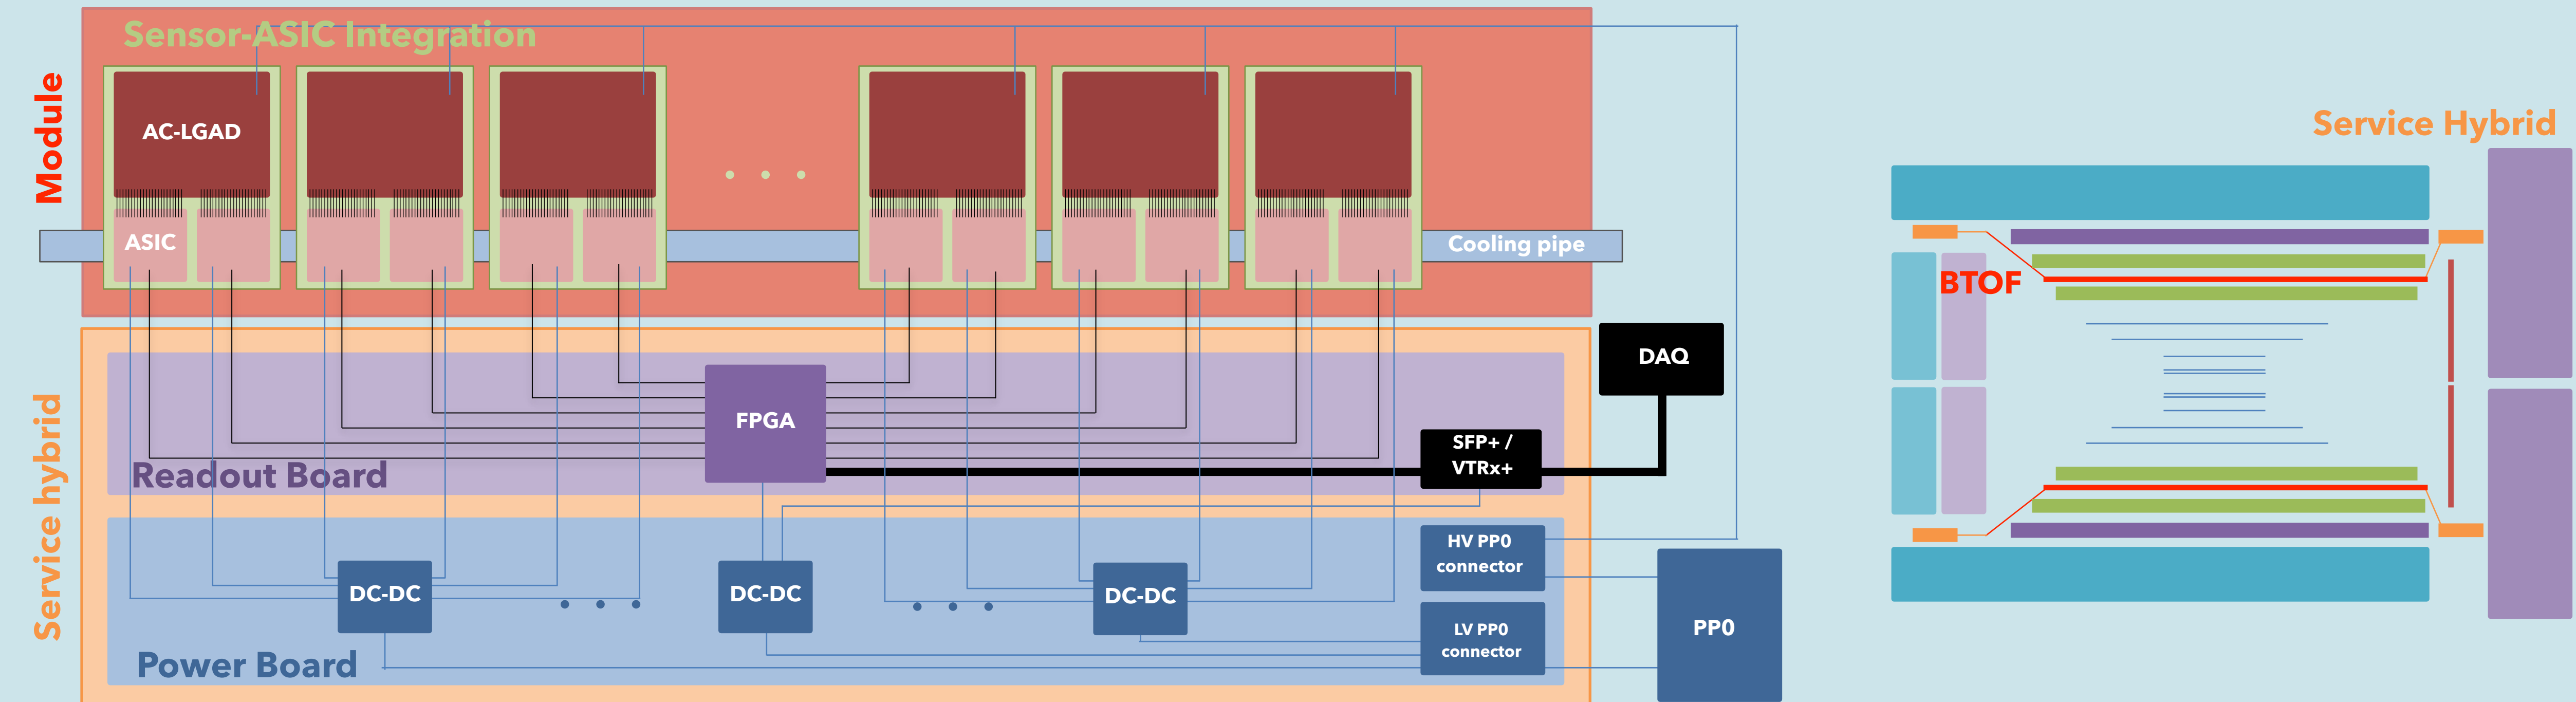 Sensor-ASIC Integration
Module
AC-LGAD
ASIC
Cooling pipe
Service hybrid
Readout Board
FPGA
SFP+ /
VTRx+
DAQ
Power Board
DC-DC
DC-DC
DC-DC
HV PP0
connector
LV PP0
connector
PP0
Service Hybrid
BTOF